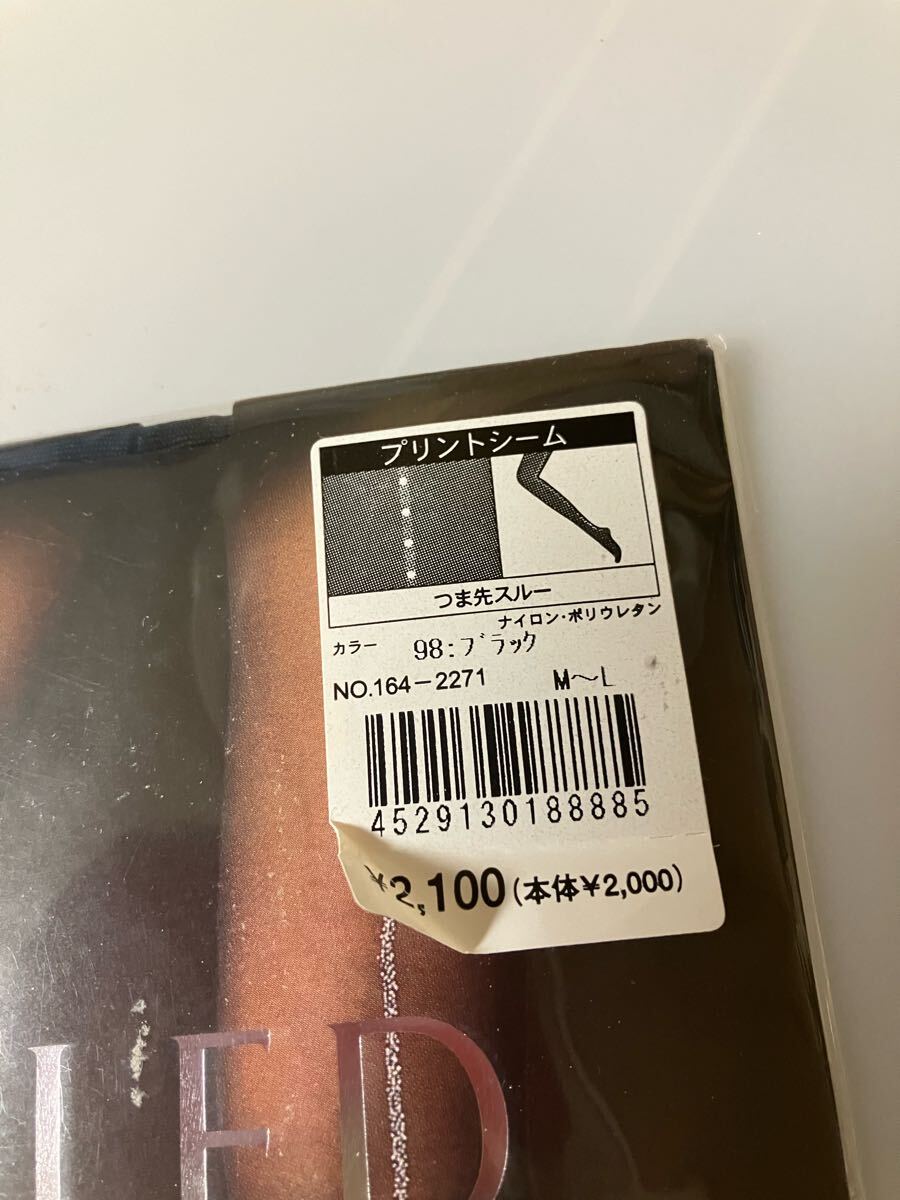 プリントシーム
つま先スルー
ナイロン・ポリウレタン
カラー 98:ブラック
NO.164-2271 M〜L
4529130188885
¥2,100(本体¥2,000)